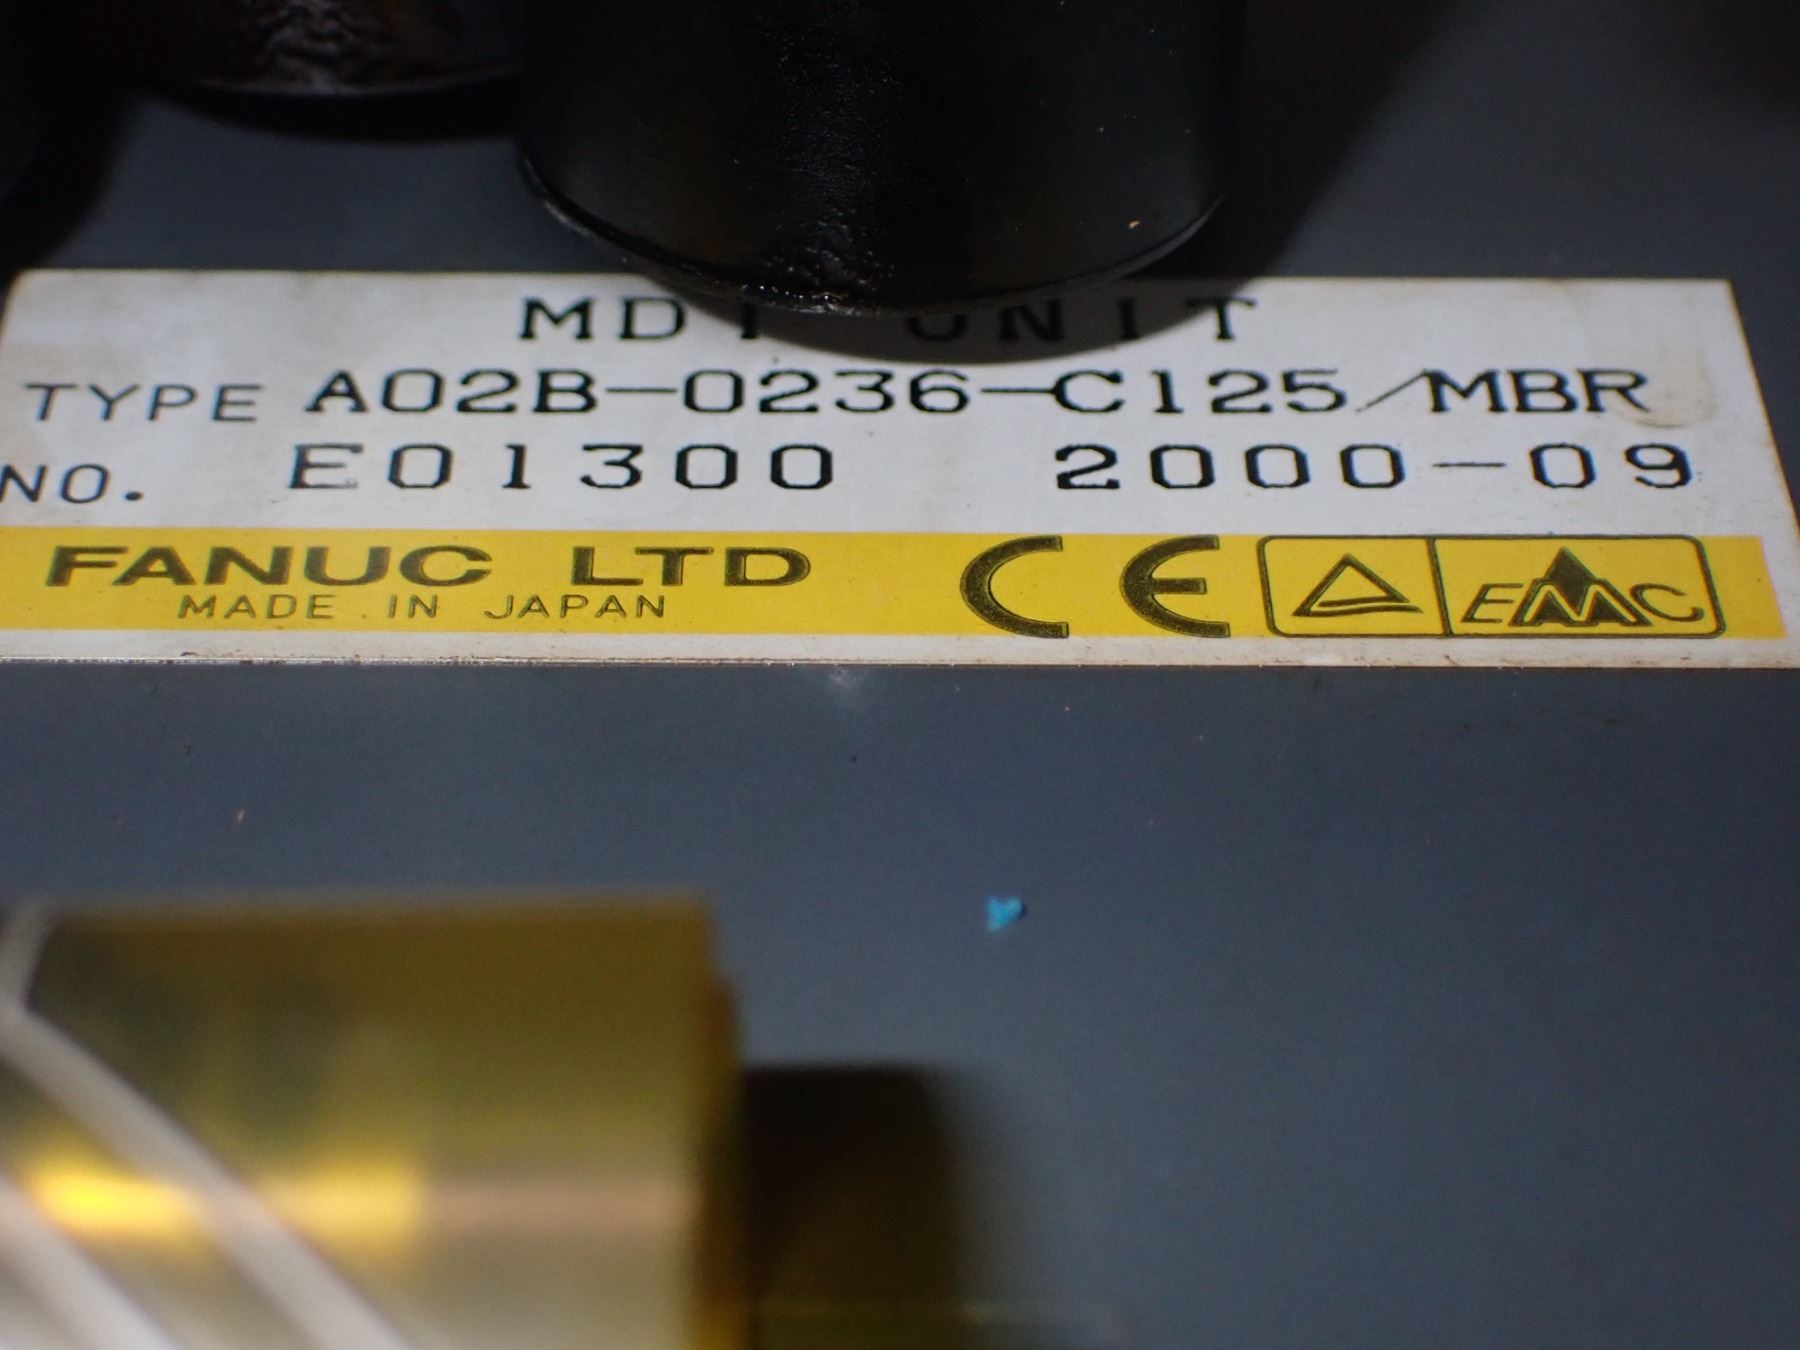 MDI UNIT
TYPE A02B-0236-C125/MBR
NO. E01300 2000-09
FANUC LTD CE EMC
MADE IN JAPAN